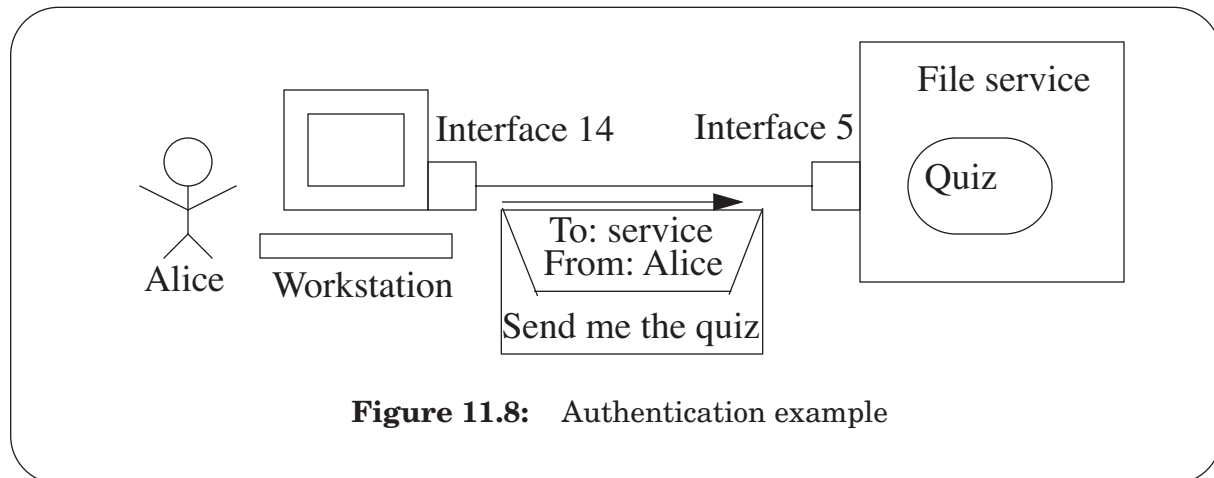 File service
Interface 14
Interface 5
Quiz
To: service
From: Alice
Alice
Workstation
Send me the quiz
Figure 11.8: Authentication example